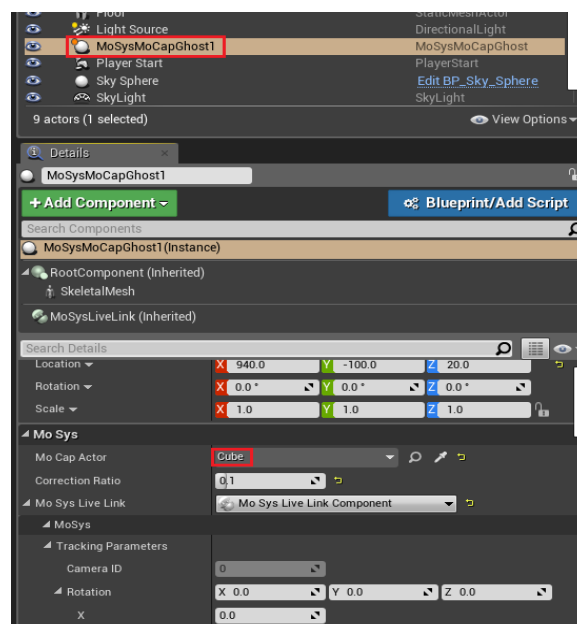 Floor StaticMeshActor
Light Source DirectionalLight
MoSysMoCapGhost1 MoSysMoCapGhost
Player Start PlayerStart
Sky Sphere Edit BP_Sky_Sphere
SkyLight SkyLight
9 actors (1 selected) View Options
Details
MoSysMoCapGhost1
+ Add Component Blueprint/Add Script
Search Components
MoSysMoCapGhost1(Instance)
RootComponent (Inherited)
SkeletalMesh
MoSysLiveLink (Inherited)
Search Details
Location X 940.0 Y -100.0 Z 20.0
Rotation X 0.0 ° Y 0.0 ° Z 0.0 °
Scale X 1.0 Y 1.0 Z 1.0
Mo Sys
Mo Cap Actor Cube
Correction Ratio 0,1
Mo Sys Live Link Mo Sys Live Link Component
MoSys
Tracking Parameters
Camera ID 0
Rotation X 0.0 Y 0.0 Z 0.0
X 0.0